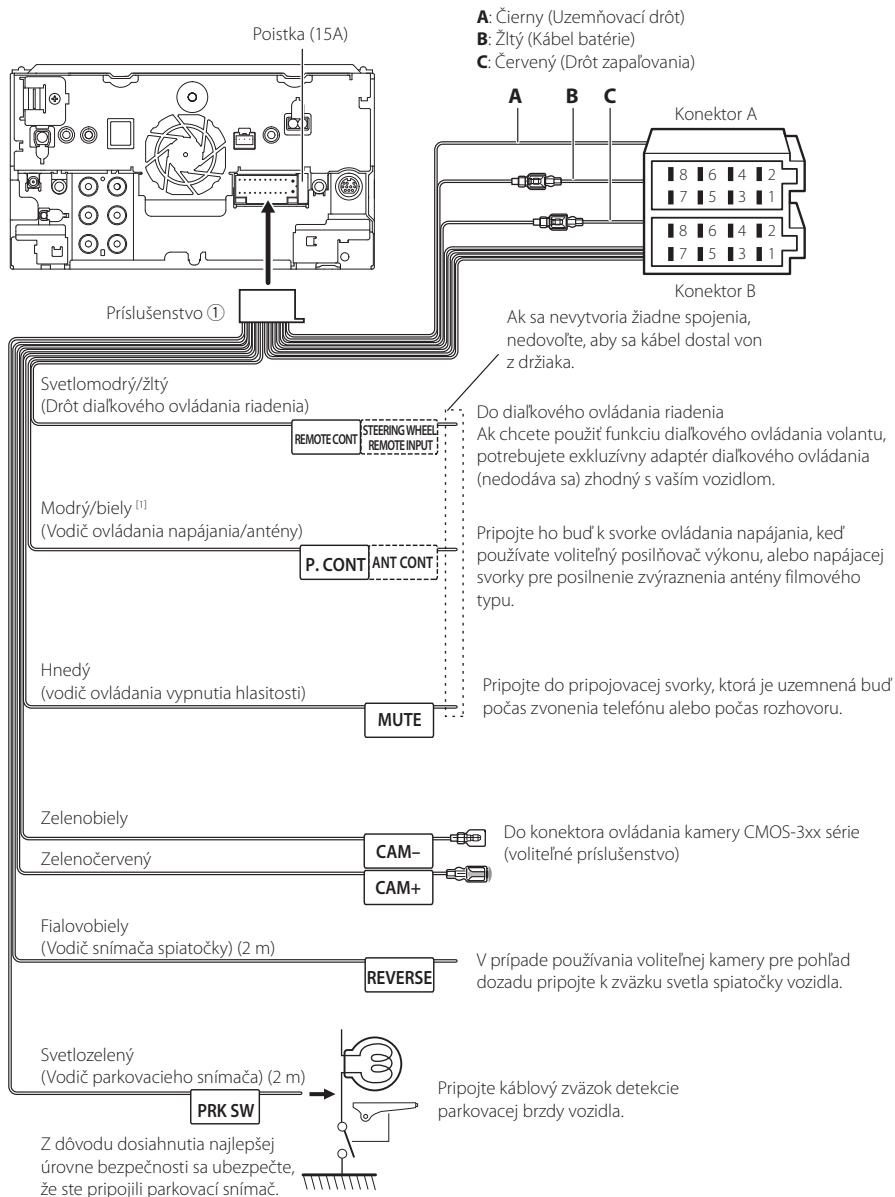 A: Čierny (Uzemňovací drôt)
B: Žltý (Kábel batérie)
C: Červený (Drôt zapaľovania)
Poistka (15A)
A B C
Konektor A
8 6 4 2
7 5 3 1
8 6 4 2
7 5 3 1
Konektor B
Príslušenstvo ①
Ak sa nevytvoria žiadne spojenia,
nedovoľte, aby sa kábel dostal von
z držiaka.
Svetlomodrý/žltý
(Drôt diaľkového ovládania riadenia)
REMOTE CONT
STEERING WHEEL
REMOTE INPUT
Do diaľkového ovládania riadenia
Ak chcete použiť funkciu diaľkového ovládania volantu,
potrebujete exkluzívny adaptér diaľkového ovládania
(nedodáva sa) zhodný s vaším vozidlom.
Modrý/biely [1]
(Vodič ovládania napájania/antény)
P. CONT
ANT CONT
Pripojte ho buď k svorke ovládania napájania, keď
používate voliteľný posilňovač výkonu, alebo napájacej
svorky pre posilnenie zvýraznenia antény filmového
typu.
Hnedý
(vodič ovládania vypnutia hlasitosti)
MUTE
Pripojte do pripojovacej svorky, ktorá je uzemnená buď
počas zvonenia telefónu alebo počas rozhovoru.
Zelenobiely
CAM–
Zelenočervený
CAM+
Do konektora ovládania kamery CMOS-3xx série
(voliteľné príslušenstvo)
Fialovobiely
(Vodič snímača spiatočky) (2 m)
REVERSE
V prípade používania voliteľnej kamery pre pohľad
dozadu pripojte k zväzku svetla spiatočky vozidla.
Svetlozelený
(Vodič parkovacieho snímača) (2 m)
PRK SW
Pripojte káblový zväzok detekcie
parkovacej brzdy vozidla.
Z dôvodu dosiahnutia najlepšej
úrovne bezpečnosti sa ubezpečte,
že ste pripojili parkovací snímač.